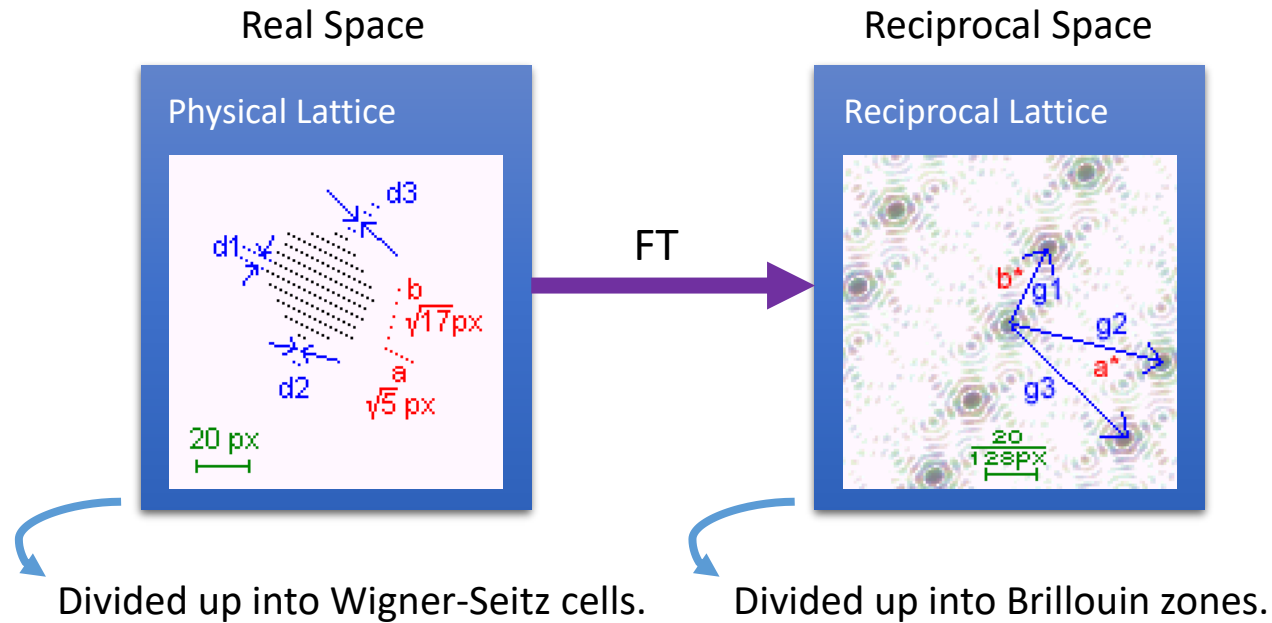 Real Space
Reciprocal Space
Physical Lattice
d3
d1
b
√17px
a
√5 px
d2
20 px
FT
Reciprocal Lattice
b*
g1
g2
a*
g3
20
128px
Divided up into Wigner-Seitz cells.
Divided up into Brillouin zones.